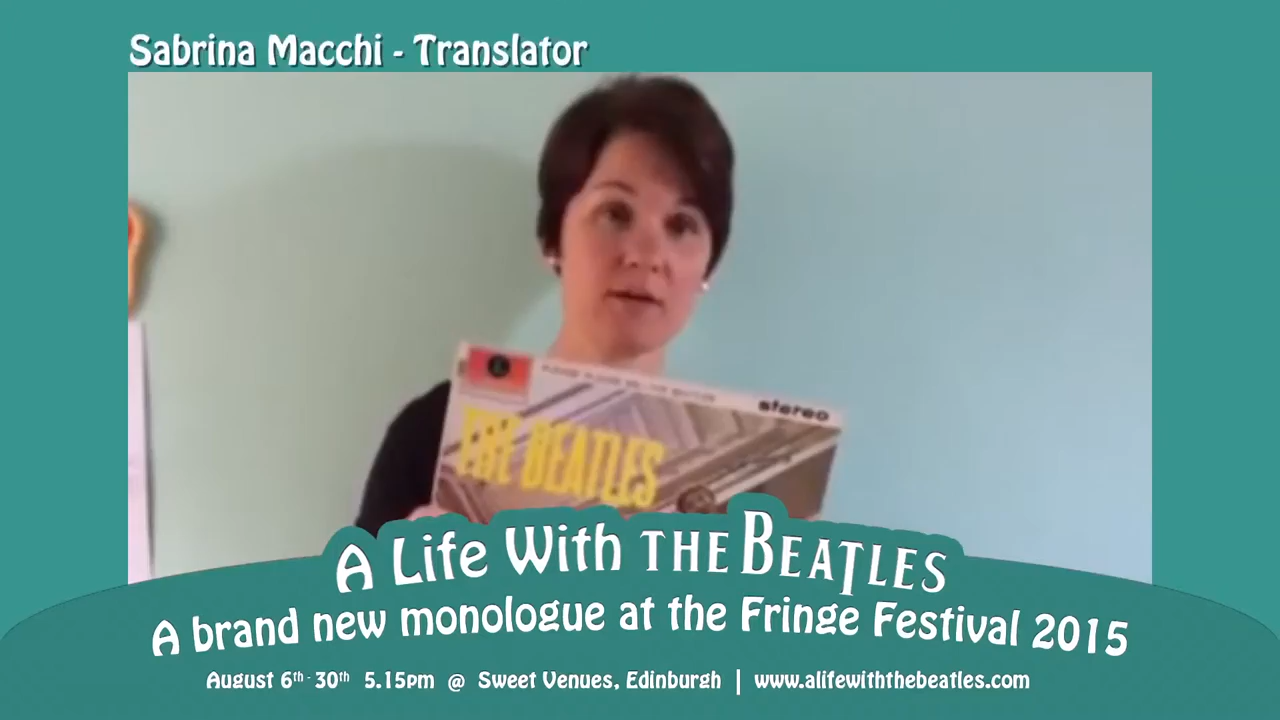 Sabrina Macchi - Translator
stereo
THE BEATLES
A Life With THE BEATLES
A brand new monologue at the Fringe Festival 2015
August 6th - 30th 5.15pm @ Sweet Venues, Edinburgh | www.alifewiththebeatles.com